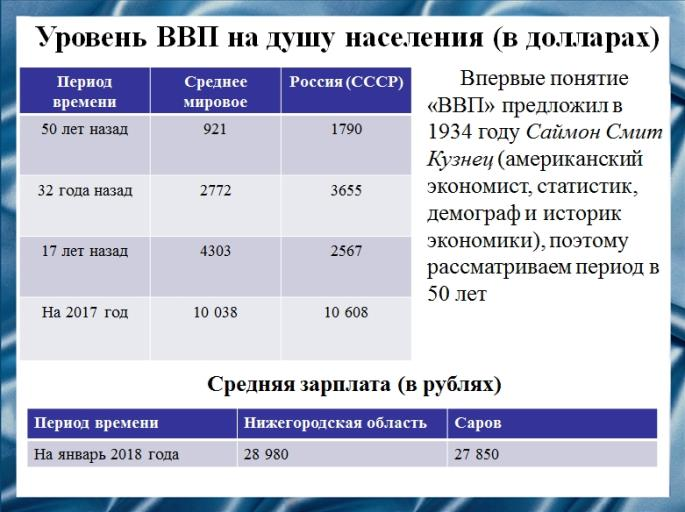 Уровень ВВП на душу населения (в долларах)
Период времени Среднее мировое Россия (СССР)
50 лет назад 921 1790
32 года назад 2772 3655
17 лет назад 4303 2567
На 2017 год 10 038 10 608
Впервые понятие
«ВВП» предложил в
1934 году Саймон Смит
Кузнец (американский
экономист, статистик,
демограф и историк
экономики), поэтому
рассматриваем период в
50 лет
Средняя зарплата (в рублях)
Период времени Нижегородская область Саров
На январь 2018 года 28 980 27 850